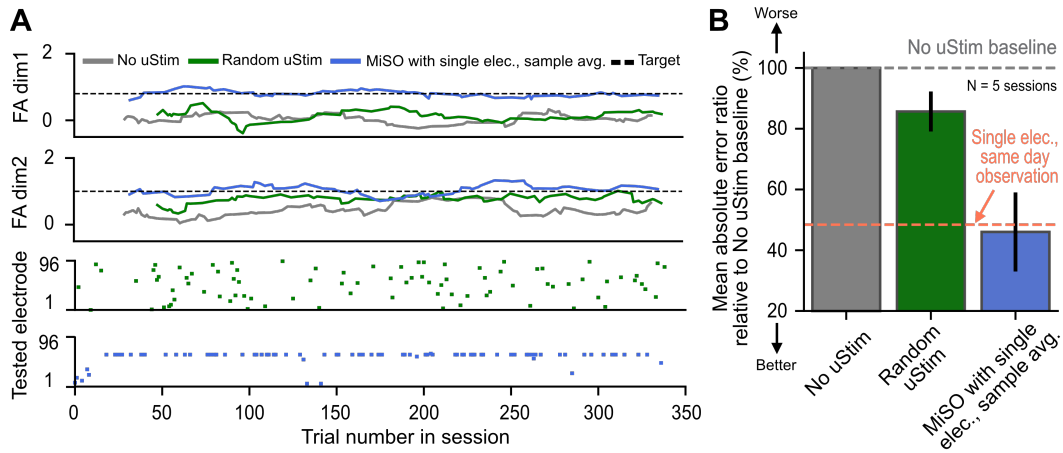 A
FA dim1
2
0
No uStim
Random uStim
MiSO with single elec., sample avg.
Target
FA dim2
2
0
Tested electrode
96
1
96
1
0
50
100
150
200
250
300
350
Trial number in session
B
Worse
Mean absolute error ratio
relative to No uStim baseline (%)
100
80
60
40
20
No uStim baseline
N = 5 sessions
Single elec.,
same day
observation
Better
No uStim
Random
uStim
MiSO with single
elec., sample avg.